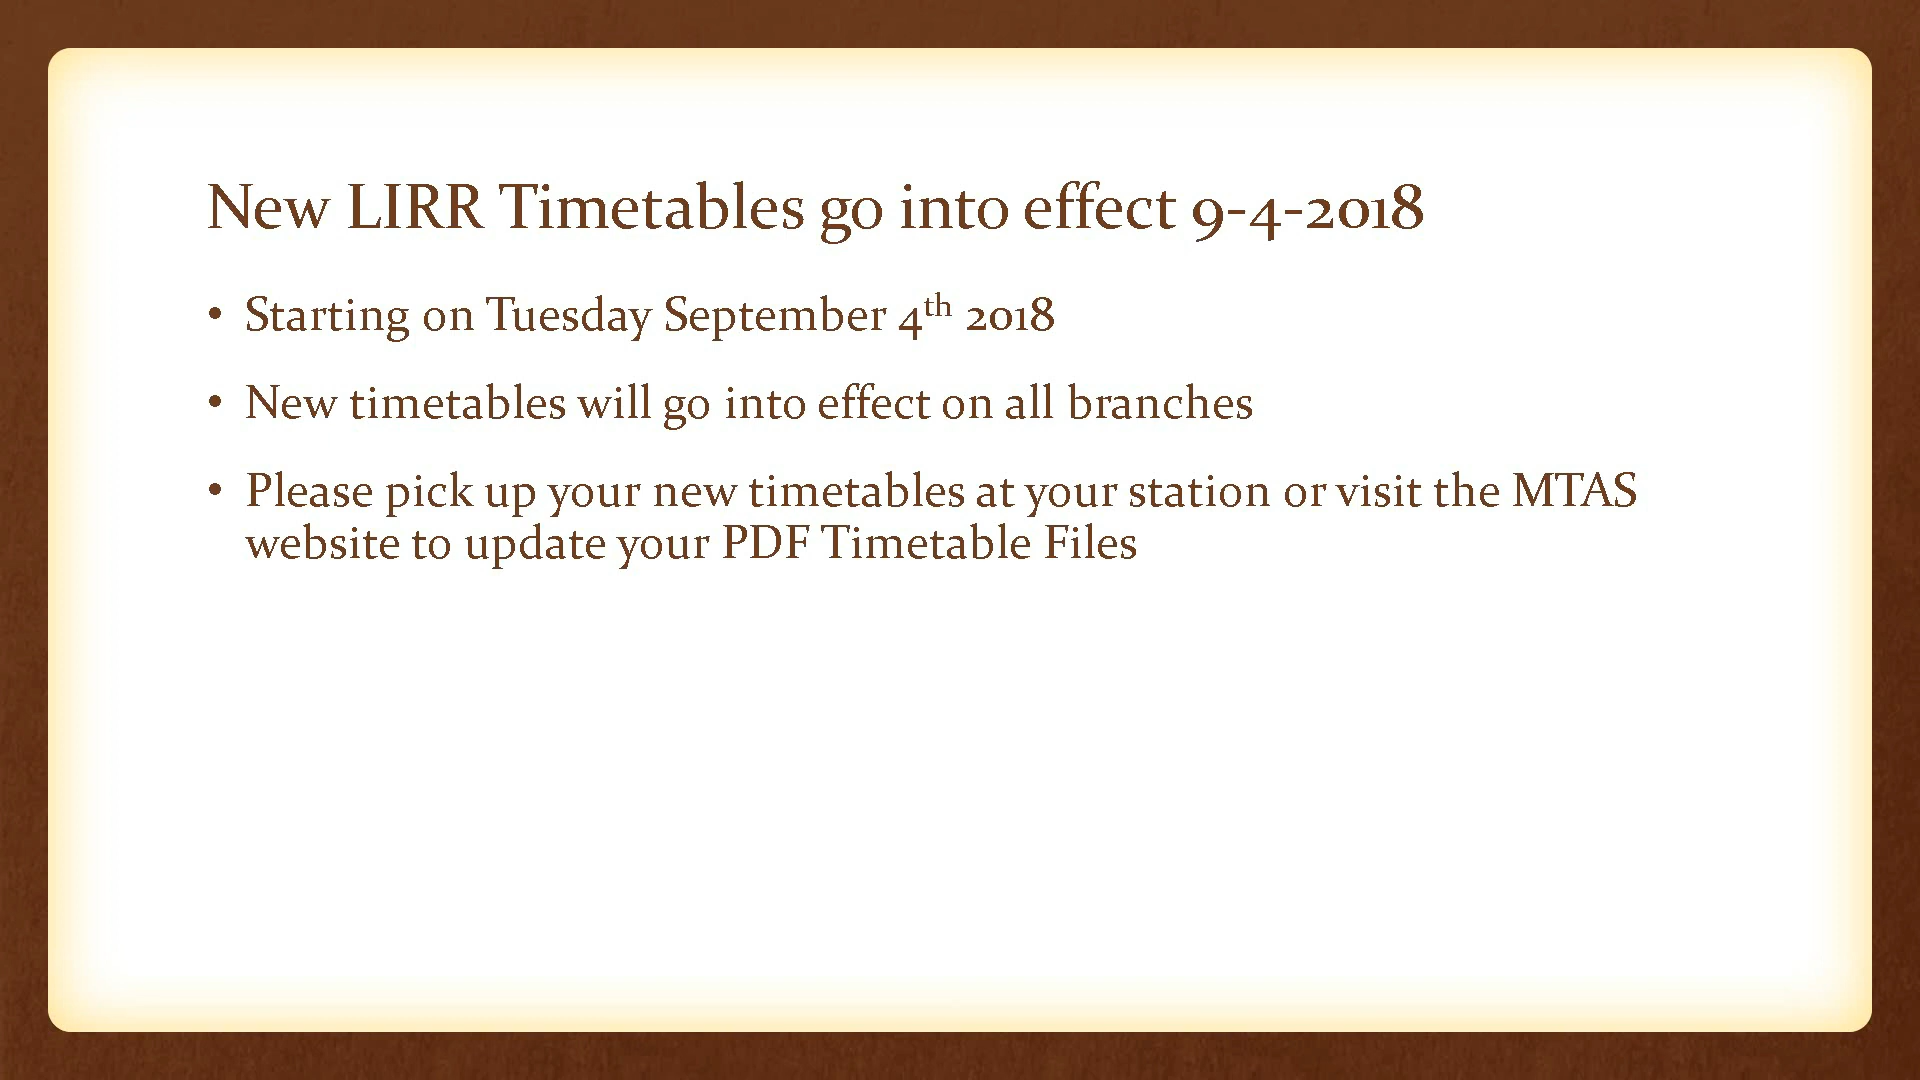 New LIRR Timetables go into effect 9-4-2018
• Starting on Tuesday September 4th 2018
• New timetables will go into effect on all branches
• Please pick up your new timetables at your station or visit the MTAS
website to update your PDF Timetable Files